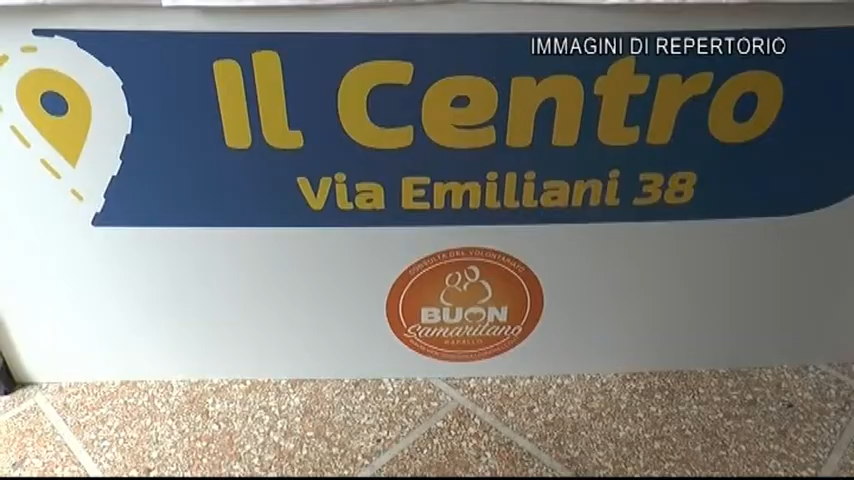 IMMAGINI DI REPERTORIO
Il Centro
Via Emiliani 38
CONSULTA DEL VOLONTARIATO
BUON
Samaritano
RAPALLO